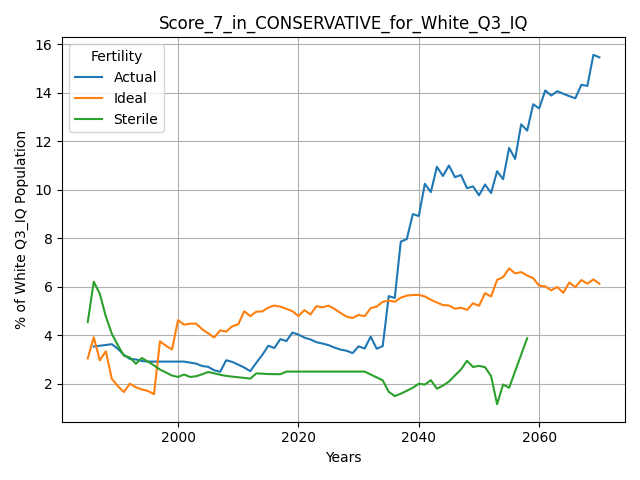 Score_7_in_CONSERVATIVE_for_White_Q3_IQ
Fertility
Actual
Ideal
Sterile
16
14
12
10
8
6
4
2
% of White Q3_IQ Population
2000 2020 2040 2060
Years